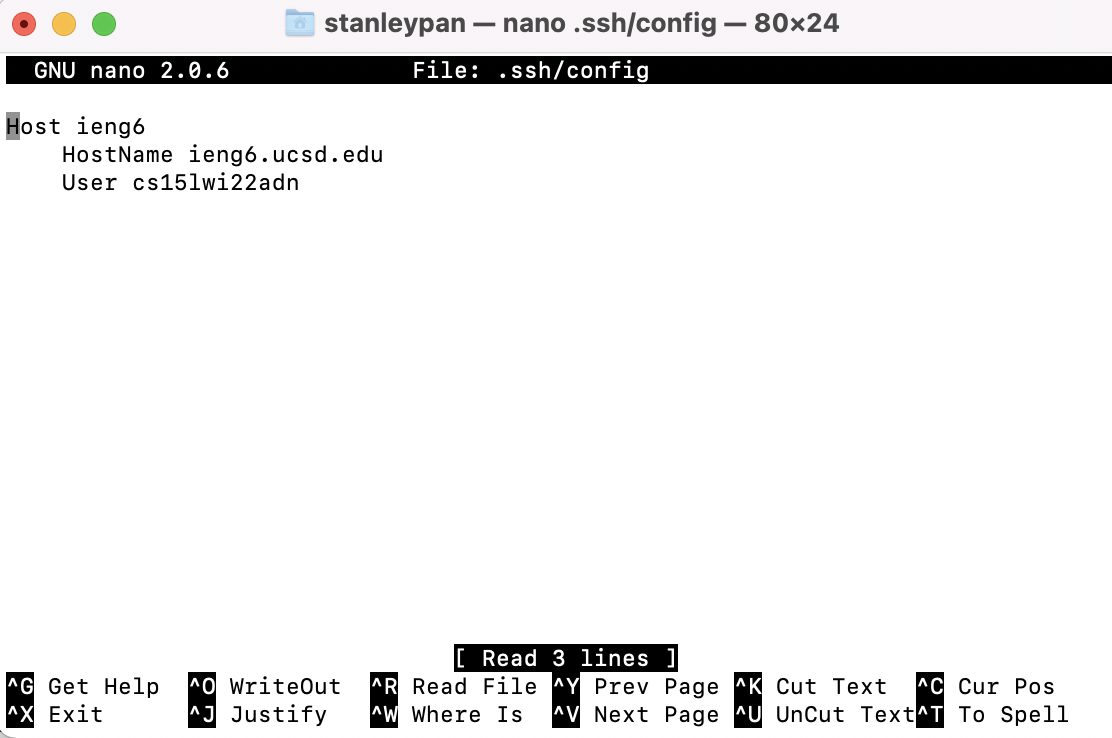 stanleypan — nano .ssh/config — 80×24
GNU nano 2.0.6 File: .ssh/config
Host ieng6
HostName ieng6.ucsd.edu
User cs15lwi22adn
[ Read 3 lines ]
^G Get Help ^O WriteOut ^R Read File ^Y Prev Page ^K Cut Text ^C Cur Pos
^X Exit ^J Justify ^W Where Is ^V Next Page ^U UnCut Text ^T To Spell